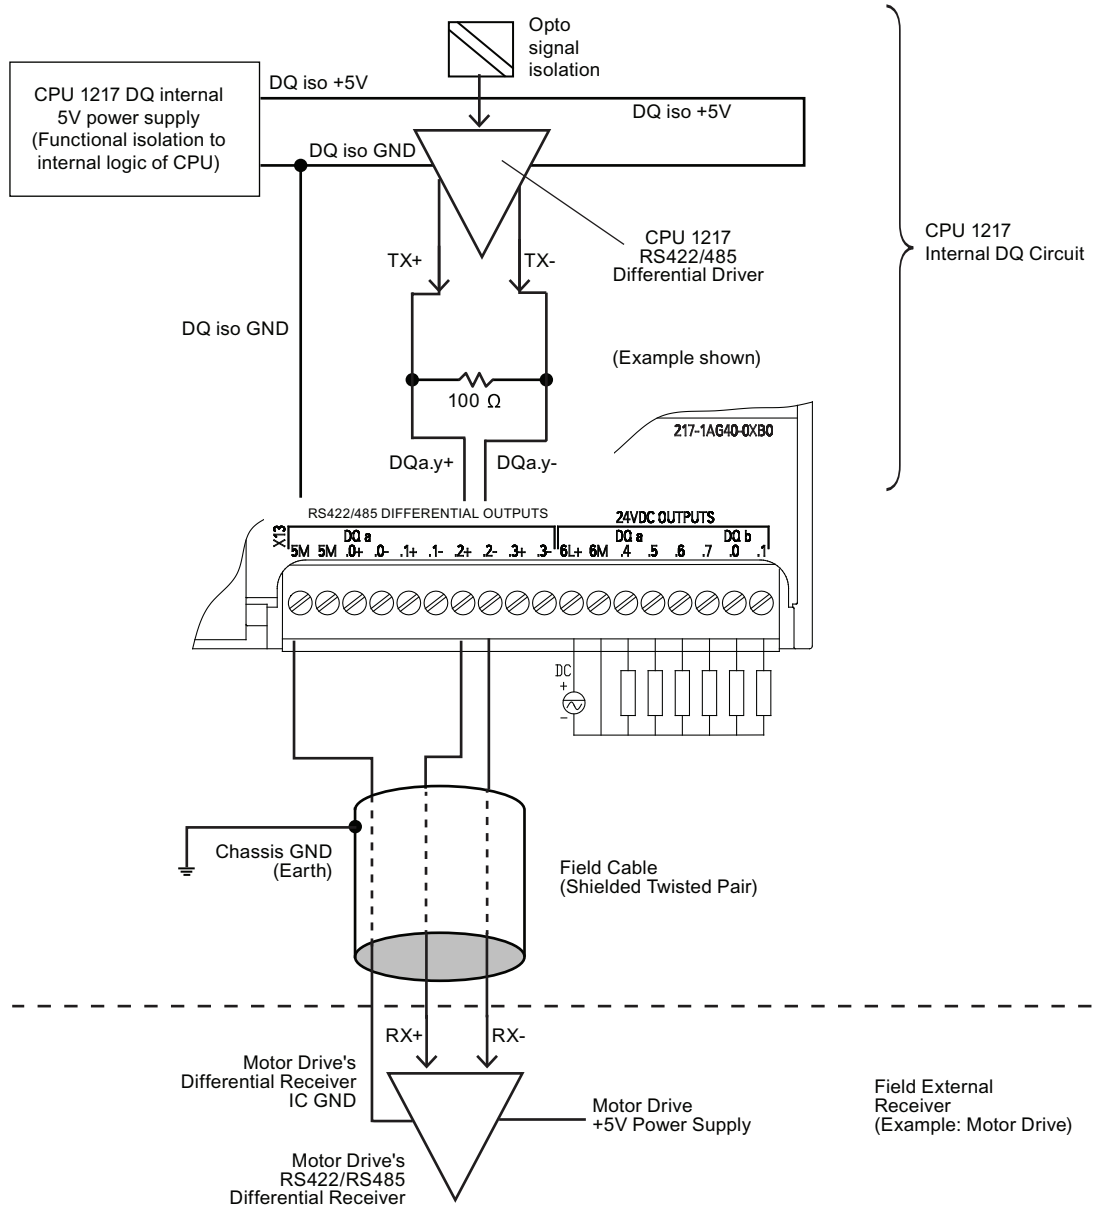 Opto
signal
isolation
CPU 1217 DQ internal
5V power supply
(Functional isolation to
internal logic of CPU)
DQ iso +5V
DQ iso +5V
DQ iso GND
CPU 1217
RS422/485
Differential Driver
CPU 1217
Internal DQ Circuit
TX+
TX-
DQ iso GND
(Example shown)
100 Ω
217-1AG40-0XB0
DQa.y+
DQa.y-
RS422/485 DIFFERENTIAL OUTPUTS
24VDC OUTPUTS
X13
DQ a
DQ a
DQ b
5M 5M .0+ .0- .1+ .1- .2+ .2- .3+ .3- 6L+ 6M .4 .5 .6 .7 .0 .1
DC
+
−
Chassis GND
(Earth)
Field Cable
(Shielded Twisted Pair)
RX+
RX-
Motor Drive's
Differential Receiver
IC GND
Motor Drive
+5V Power Supply
Field External
Receiver
(Example: Motor Drive)
Motor Drive's
RS422/RS485
Differential Receiver